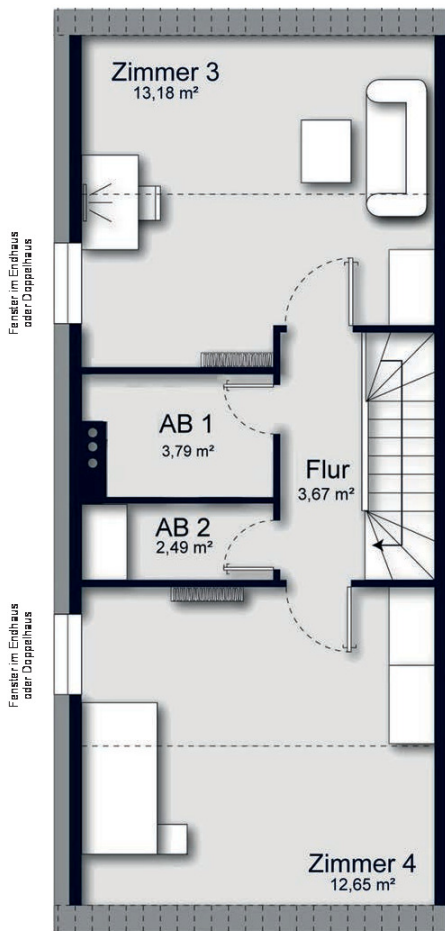 Zimmer 3
13,18 m²
Fenster im Endhaus
oder Doppelhaus
AB 1
3,79 m²
Flur
3,67 m²
AB 2
2,49 m²
Fenster im Endhaus
oder Doppelhaus
Zimmer 4
12,65 m²